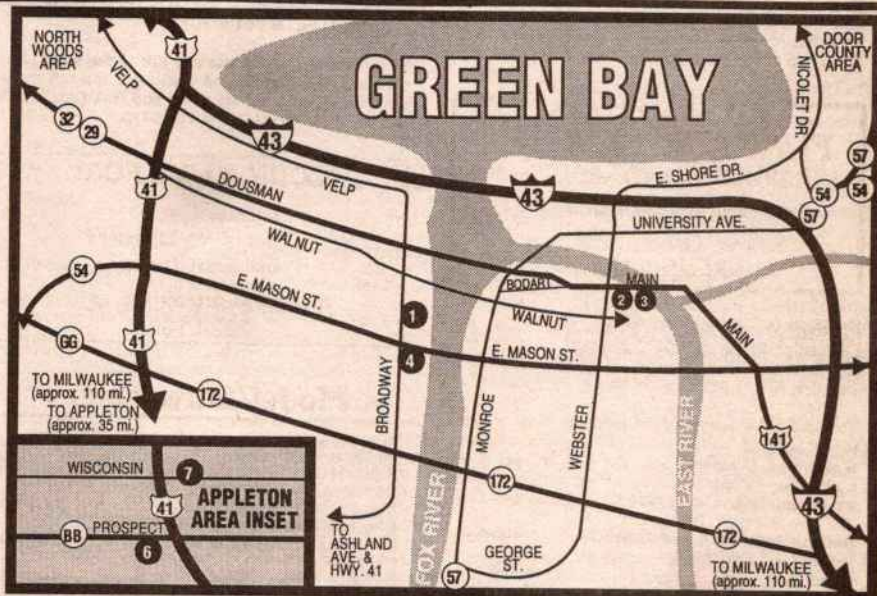 NORTH
WOODS
AREA
41
VELP
GREEN BAY
DOOR
COUNTY
AREA
NICOLET DR.
32
29
43
57
54
54
57
E. SHORE DR.
41
DOUSMAN
VELP
43
UNIVERSITY AVE.
WALNUT
BODART
MAIN
2
3
54
E. MASON ST.
1
WALNUT
MAIN
GG
41
4
E. MASON ST.
TO MILWAUKEE
(approx. 110 mi.)
TO APPLETON
(approx. 35 mi.)
172
BROADWAY
MONROE
WEBSTER
EAST RIVER
141
WISCONSIN
7
41
APPLETON
AREA INSET
BB
PROSPECT
6
TO
ASHLAND
AVE. &
HWY. 41
FOX RIVER
172
43
GEORGE
ST.
57
172
TO MILWAUKEE
(approx. 110 mi.)